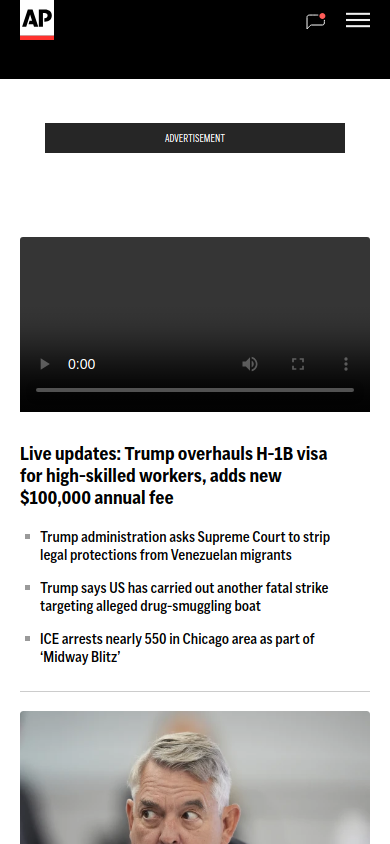 AP
ADVERTISEMENT
0:00
Live updates: Trump overhauls H-1B visa
for high-skilled workers, adds new
$100,000 annual fee
Trump administration asks Supreme Court to strip
legal protections from Venezuelan migrants
Trump says US has carried out another fatal strike
targeting alleged drug-smuggling boat
ICE arrests nearly 550 in Chicago area as part of
‘Midway Blitz’